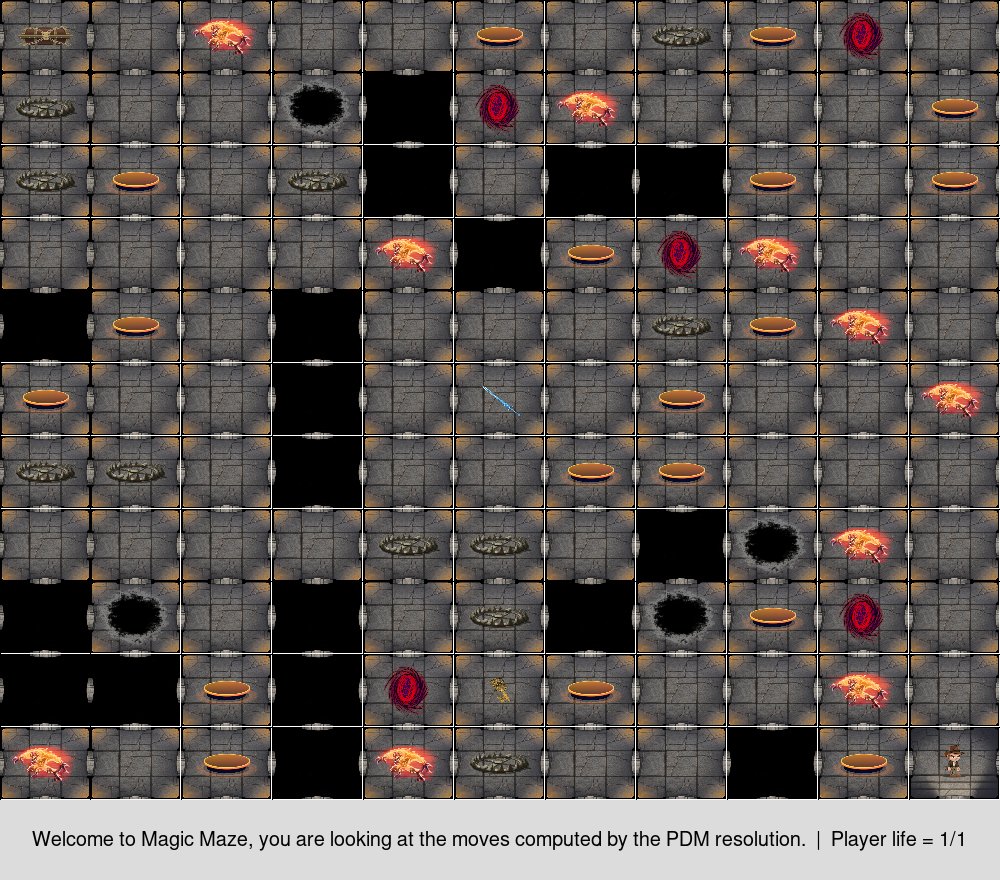 Welcome to Magic Maze, you are looking at the moves computed by the PDM resolution.  |  Player life = 1/1